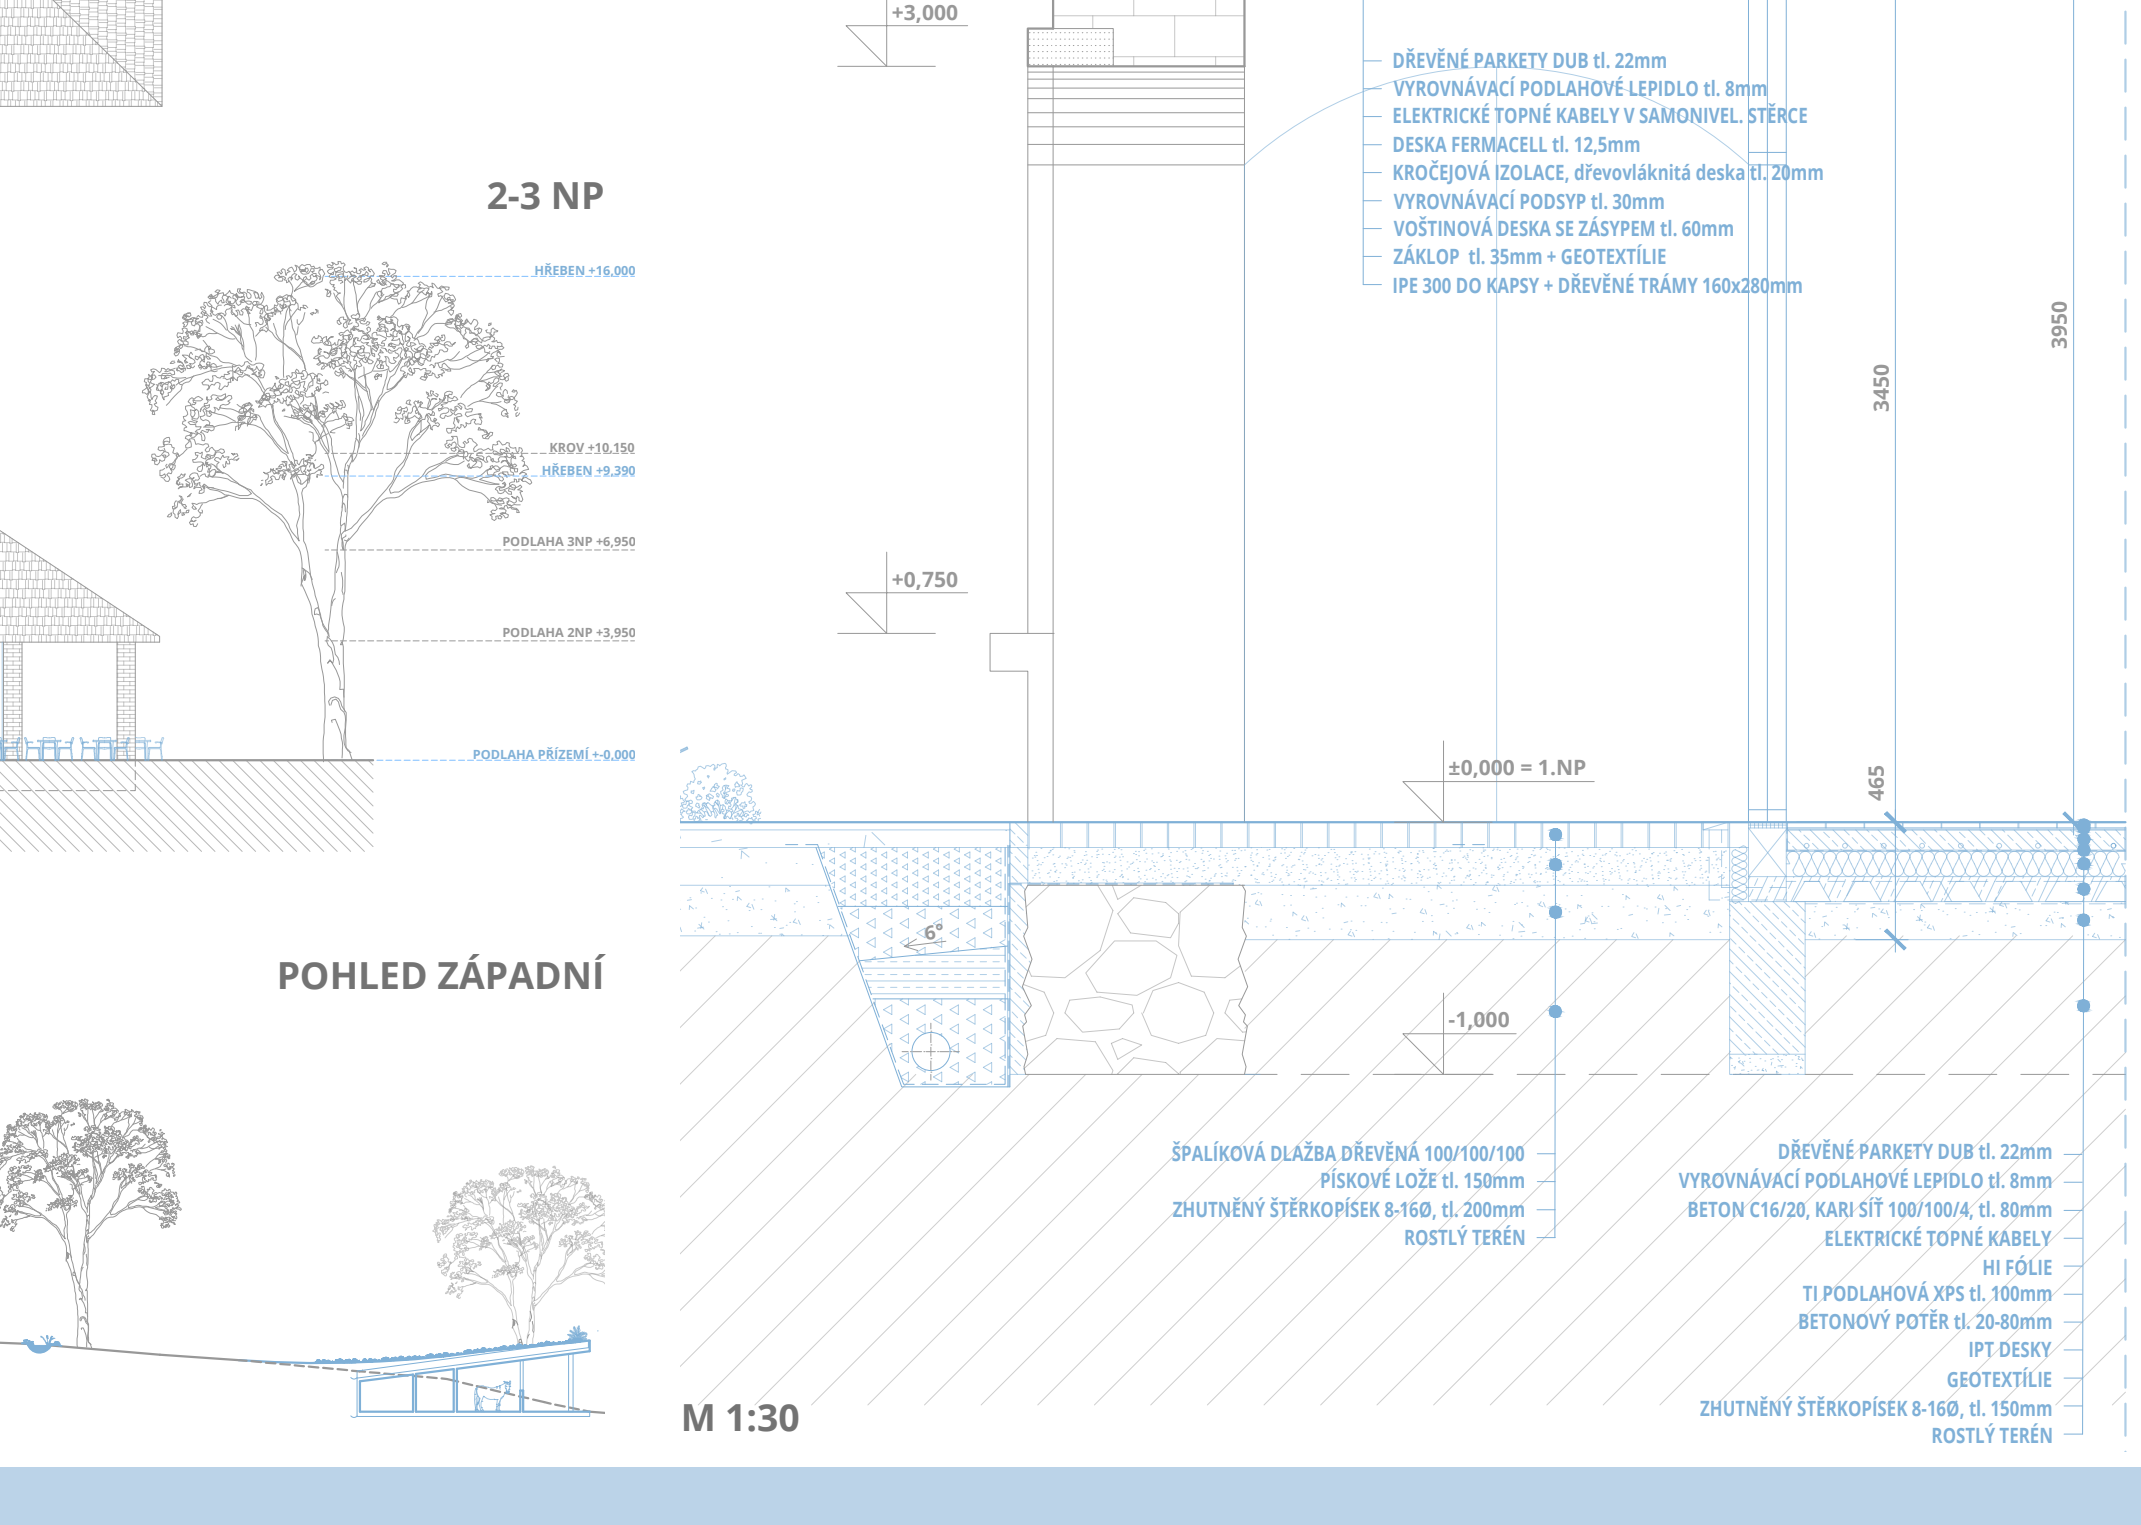 2-3 NP
HŘEBEN +16,000
KROV +10,150
HŘEBEN +9,390
PODLAHA 3NP +6,950
PODLAHA 2NP +3,950
PODLAHA PŘÍZEMÍ +-0,000
POHLED ZÁPADNÍ
+3,000
DŘEVĚNÉ PARKETY DUB tl. 22mm
VYROVNÁVACÍ PODLAHOVÉ LEPIDLO tl. 8mm
ELEKTRICKÉ TOPNÉ KABELY V SAMONIVEL. STĚRCE
DESKA FERMACELL tl. 12,5mm
KROČEJOVÁ IZOLACE, dřevovláknitá deska tl. 20mm
VYROVNÁVACÍ PODSYP tl. 30mm
VOŠTINOVÁ DESKA SE ZÁSYPEM tl. 60mm
ZÁKLOP tl. 35mm + GEOTEXTÍLIE
IPE 300 DO KAPSY + DŘEVĚNÉ TRÁMY 160x280mm
3950
3450
+0,750
±0,000 = 1.NP
465
6°
-1,000
ŠPALÍKOVÁ DLAŽBA DŘEVĚNÁ 100/100/100
PÍSKOVÉ LOŽE tl. 150mm
ZHUTNĚNÝ ŠTĚRKOPÍSEK 8-16Ø, tl. 200mm
ROSTLÝ TERÉN
DŘEVĚNÉ PARKETY DUB tl. 22mm
VYROVNÁVACÍ PODLAHOVÉ LEPIDLO tl. 8mm
BETON C16/20, KARI SÍŤ 100/100/4, tl. 80mm
ELEKTRICKÉ TOPNÉ KABELY
HI FÓLIE
TI PODLAHOVÁ XPS tl. 100mm
BETONOVÝ POTĚR tl. 20-80mm
IPT DESKY
GEOTEXTÍLIE
ZHUTNĚNÝ ŠTĚRKOPÍSEK 8-16Ø, tl. 150mm
ROSTLÝ TERÉN
M 1:30